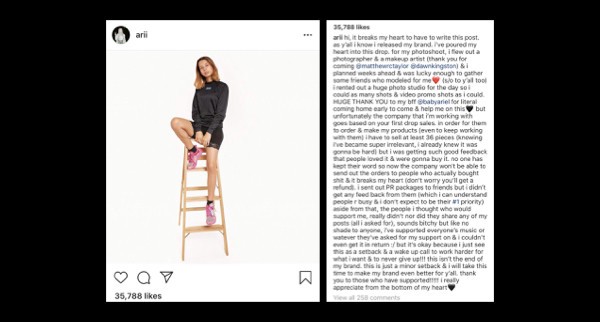 arii
35,788 likes
35,788 likes
arii hi, it breaks my heart to have to write this post.
as y'all i know i released my brand. i've poured my
heart into this drop. for my photoshoot, i flew out a
photographer & a makeup artist (thank you for
coming @matthewrctaylor @dawnkingston) & i
planned weeks ahead & was lucky enough to gather
some friends who modeled for me❤️ (s/o to y'all too)
i rented out a huge photo studio for the day so i
could as many shots & video promo shots as i could.
HUGE THANK YOU to my bff @babyariel for literal
coming home early to come & help me on this🖤 but
unfortunately the company that i'm working with
goes based on your first drop sales. in order for them
to order & make my products (even to keep working
with them) i have to sell at least 36 pieces (knowing
i've became super irrelevant, i already knew it was
gonna be hard) but i was getting such good feedback
that people loved it & were gonna buy it. no one has
kept their word so now the company won't be able to
send out the orders to people who actually bought
shit & it breaks my heart (don't worry you'll get a
refund). i sent out PR packages to friends but i didn't
get any feed back from them (which i can understand
people r busy & i don't expect to be their #1 priority)
aside from that, the people i thought who would
support me, really didn't nor did they share any of my
posts (all i asked for), sounds bitchy but like no
shade to anyone, i've supported everyone's music or
watever they've asked for my support on & i couldn't
even get it in return :/ but it's okay because i just see
this as a setback & a wake up call to work harder for
what i want & to never give up!!! this isn't the end of
my brand. this is just a minor setback & i will take this
time to make my brand even better for y'all. thank
you to those who have supported!!!!! i really
appreciate from the bottom of my heart🖤
View all 258 comments